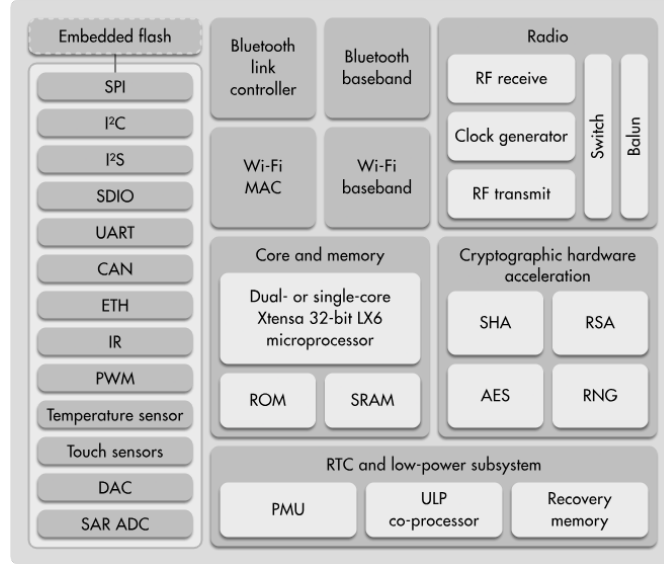 Embedded flash
SPI
I²C
I²S
SDIO
UART
CAN
ETH
IR
PWM
Temperature sensor
Touch sensors
DAC
SAR ADC
Bluetooth
link
controller
Bluetooth
baseband
Wi-Fi
MAC
Wi-Fi
baseband
Radio
RF receive
Clock generator
RF transmit
Switch
Balun
Core and memory
Dual- or single-core
Xtensa 32-bit LX6
microprocessor
ROM
SRAM
Cryptographic hardware
acceleration
SHA
RSA
AES
RNG
RTC and low-power subsystem
PMU
ULP
co-processor
Recovery
memory